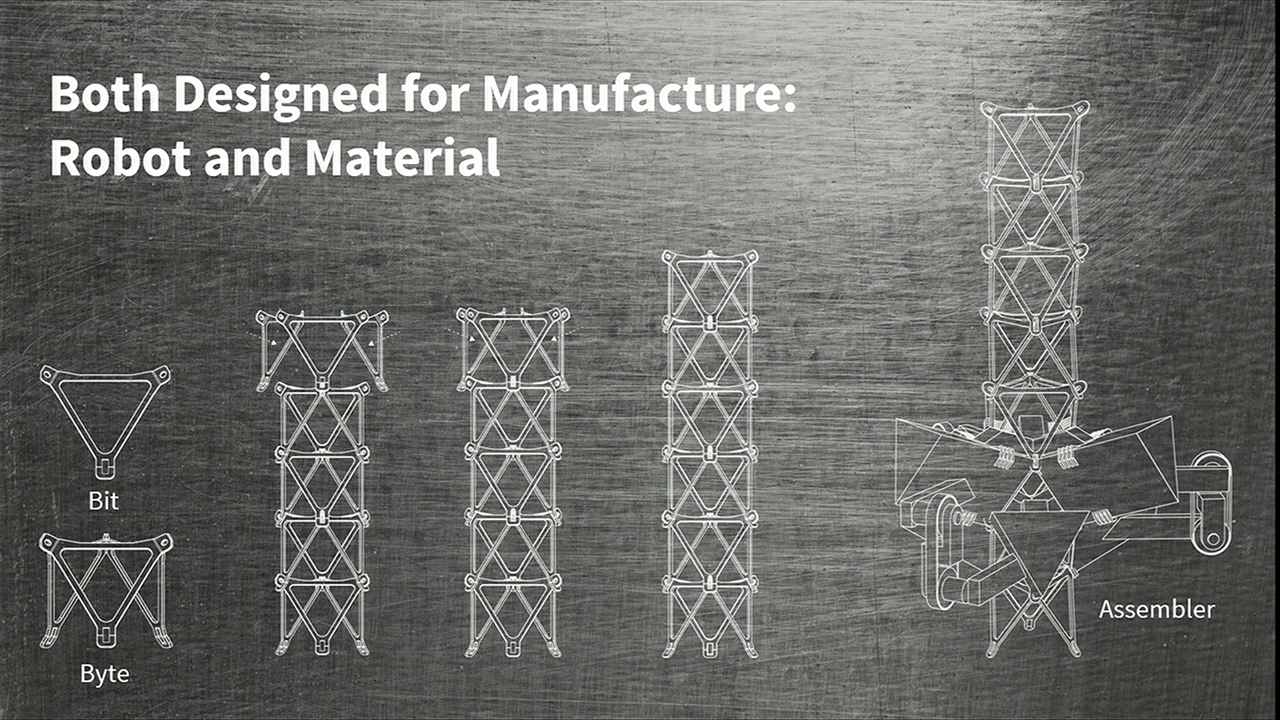 Both Designed for Manufacture:
Robot and Material
Bit
Byte
Assembler